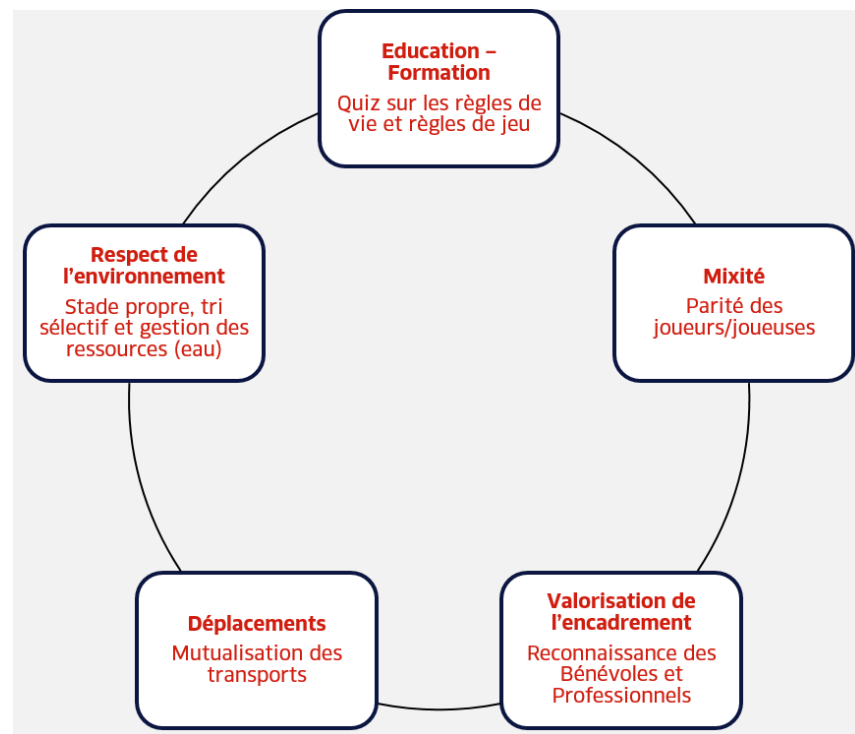 Education –
Formation
Quiz sur les règles de
vie et règles de jeu
Mixité
Parité des
joueurs/joueuses
Valorisation de
l'encadrement
Reconnaissance des
Bénévoles et
Professionnels
Déplacements
Mutualisation des
transports
Respect de
l'environnement
Stade propre, tri
sélectif et gestion des
ressources (eau)